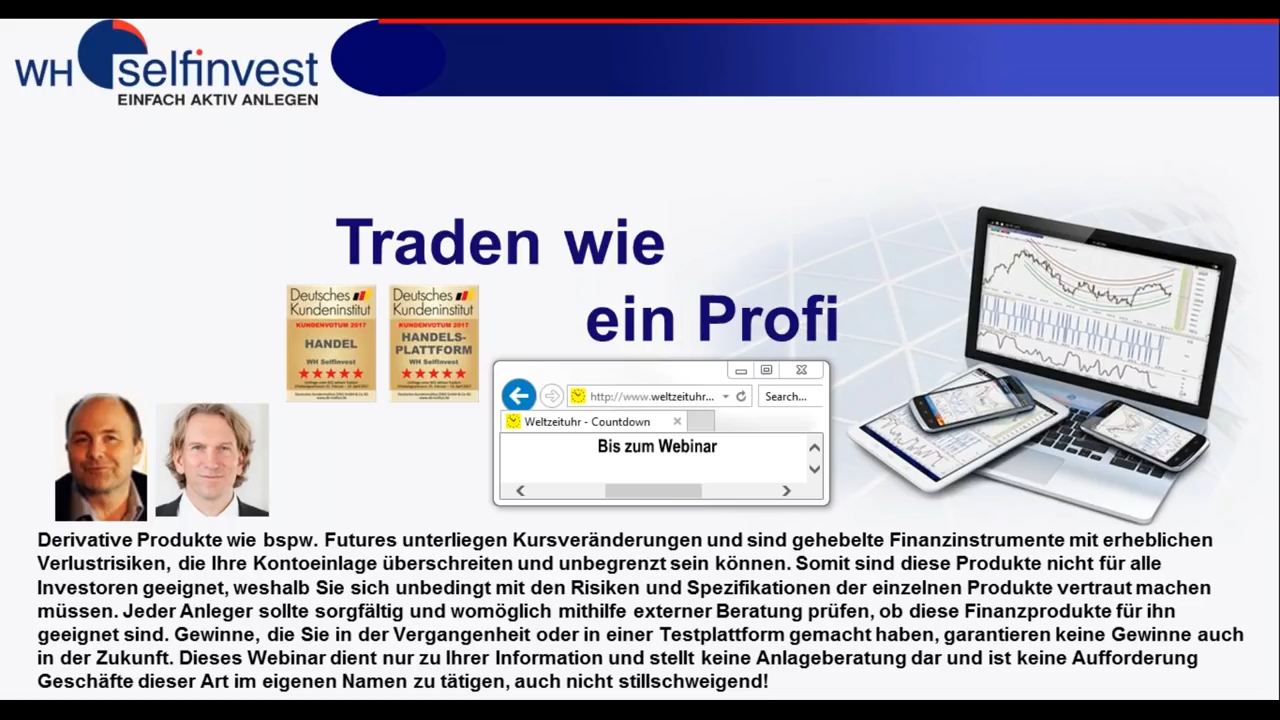 WH selfinvest
EINFACH AKTIV ANLEGEN
Traden wie
ein Profi
Deutsches
Kundeninstitut
KUNDENVOTUM 2017
HANDEL
WH SelfInvest
Deutsches
Kundeninstitut
KUNDENVOTUM 2017
HANDELS-
PLATTFORM
WH SelfInvest
http://www.weltzeituhr...
Search...
Weltzeituhr - Countdown
Bis zum Webinar
Derivative Produkte wie bspw. Futures unterliegen Kursveränderungen und sind gehebelte Finanzinstrumente mit erheblichen
Verlustrisiken, die Ihre Kontoeinlage überschreiten und unbegrenzt sein können. Somit sind diese Produkte nicht für alle
Investoren geeignet, weshalb Sie sich unbedingt mit den Risiken und Spezifikationen der einzelnen Produkte vertraut machen
müssen. Jeder Anleger sollte sorgfältig und womöglich mithilfe externer Beratung prüfen, ob diese Finanzprodukte für ihn
geeignet sind. Gewinne, die Sie in der Vergangenheit oder in einer Testplattform gemacht haben, garantieren keine Gewinne auch
in der Zukunft. Dieses Webinar dient nur zu Ihrer Information und stellt keine Anlageberatung dar und ist keine Aufforderung
Geschäfte dieser Art im eigenen Namen zu tätigen, auch nicht stillschweigend!